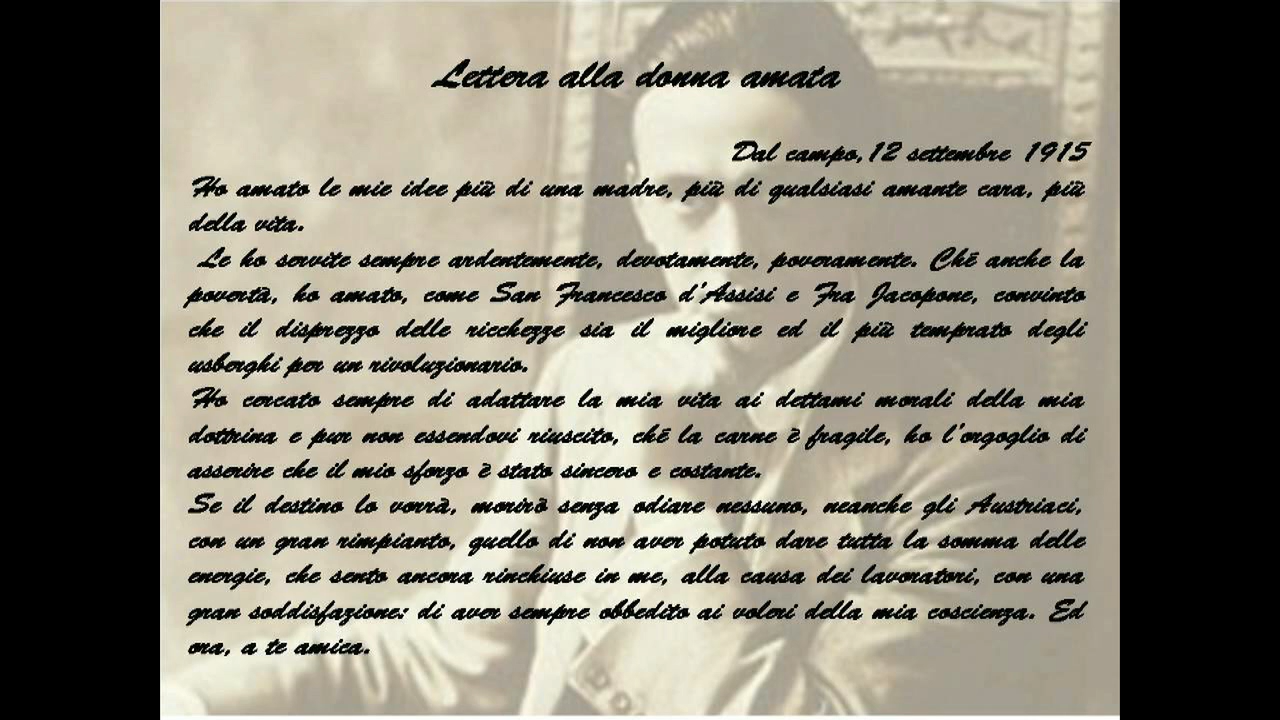 Lettera alla donna amata
Dal campo,12 settembre 1915
Ho amato le mie idee più di una madre, più di qualsiasi amante cara, più
della vita.
Le ho servite sempre ardentemente, devotamente, poveramente. Ché anche la
povertà, ho amato, come San Francesco d'Assisi e Fra Jacopone, convinto
che il disprezzo delle ricchezze sia il migliore ed il più temprato degli
usberghi per un rivoluzionario.
Ho cercato sempre di adattare la mia vita ai dettami morali della mia
dottrina e pur non essendovi riuscito, ché la carne è fragile, ho l'orgoglio di
asserire che il mio sforzo è stato sincero e costante.
Se il destino lo vorrà, morirò senza odiare nessuno, neanche gli Austriaci,
con un gran rimpianto, quello di non aver potuto dare tutta la somma delle
energie, che sento ancora rinchiuse in me, alla causa dei lavoratori, con una
gran soddisfazione: di aver sempre obbedito ai voleri della mia coscienza. Ed
ora, a te amica.